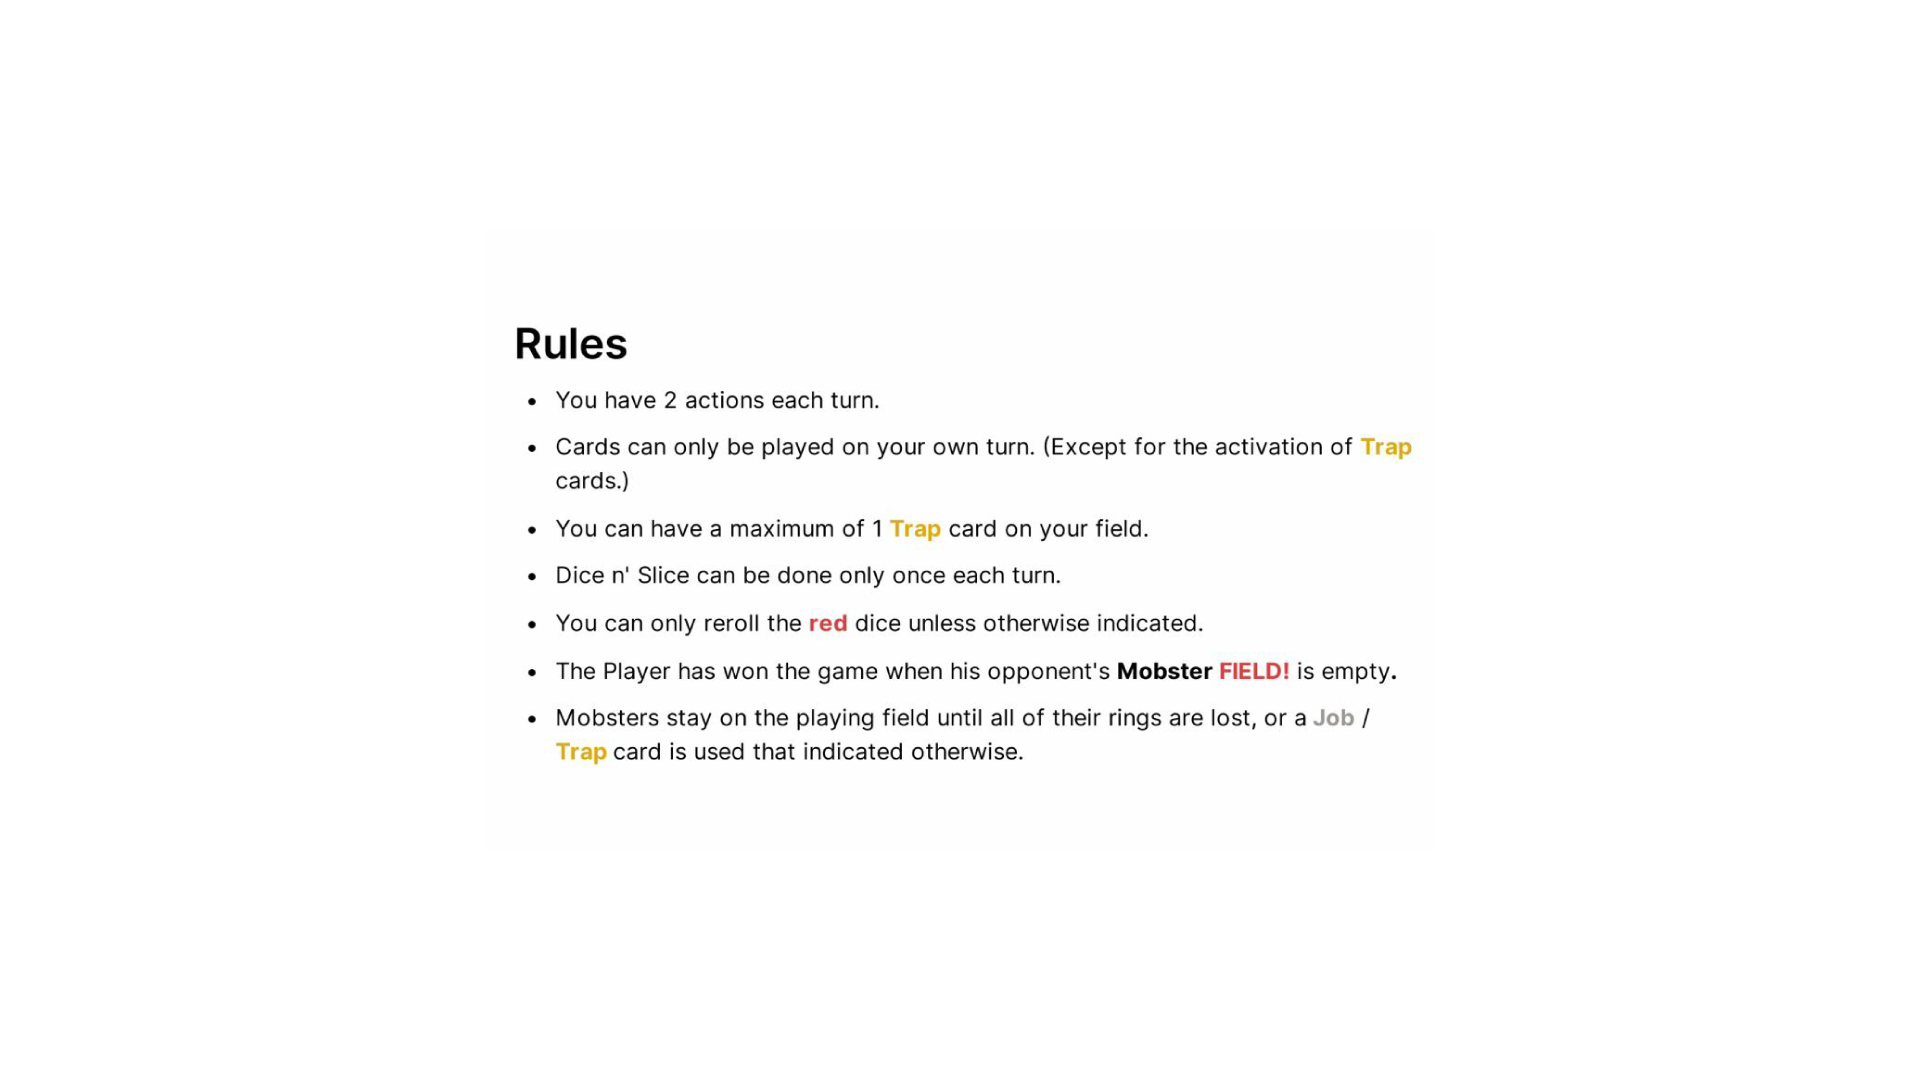 Rules
• You have 2 actions each turn.
• Cards can only be played on your own turn. (Except for the activation of Trap
cards.)
• You can have a maximum of 1 Trap card on your field.
• Dice n' Slice can be done only once each turn.
• You can only reroll the red dice unless otherwise indicated.
• The Player has won the game when his opponent's Mobster FIELD! is empty.
• Mobsters stay on the playing field until all of their rings are lost, or a Job /
Trap card is used that indicated otherwise.